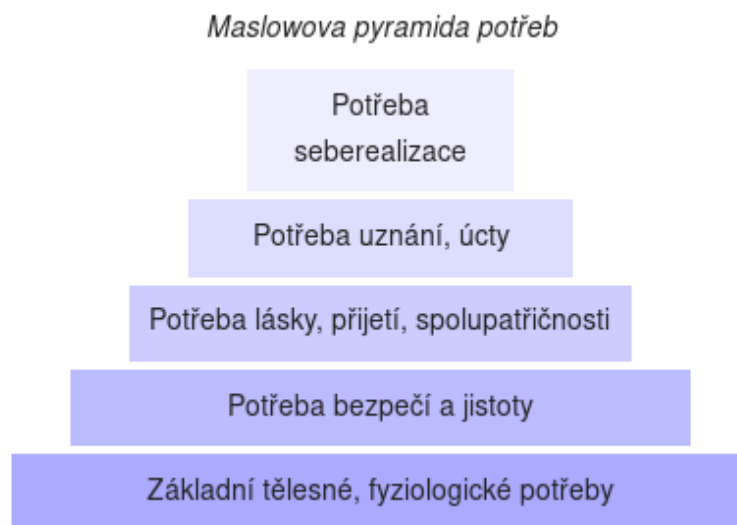 Maslowova pyramida potřeb
Potřeba
seberealizace
Potřeba uznání, úcty
Potřeba lásky, přijetí, spolupatřičnosti
Potřeba bezpečí a jistoty
Základní tělesné, fyziologické potřeby